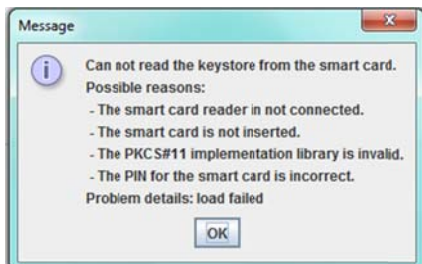 Message
Can not read the keystore from the smart card.
Possible reasons:
- The smart card reader in not connected.
- The smart card is not inserted.
- The PKCS#11 implementation library is invalid.
- The PIN for the smart card is incorrect.
Problem details: load failed
OK